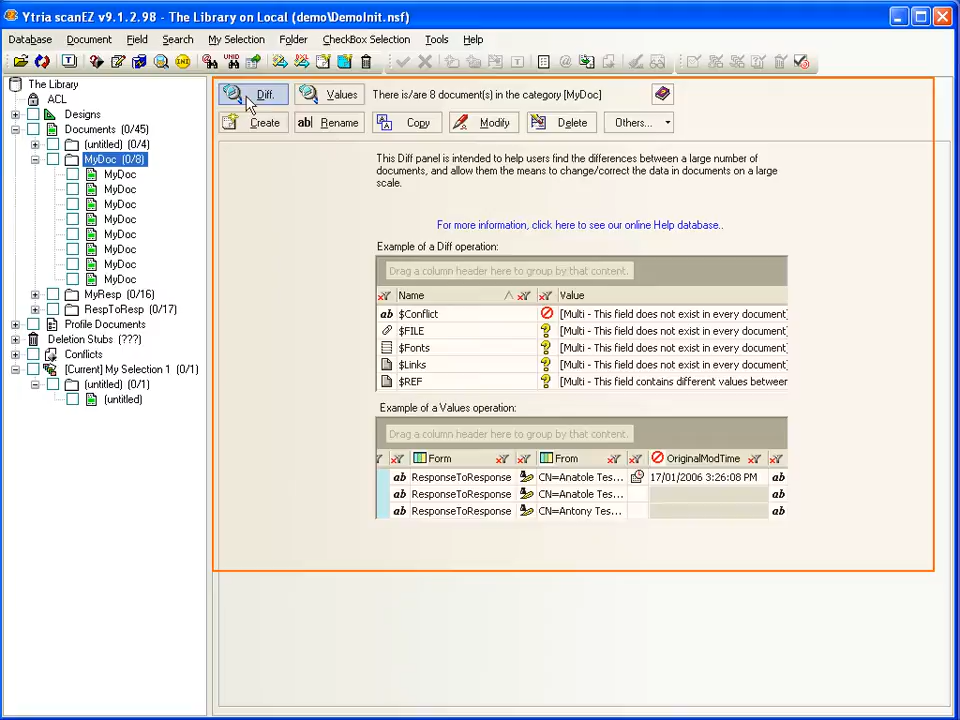 Ytria scanEZ v9.1.2.98 - The Library on Local (demo\DemoInit.nsf)
Database Document Field Search My Selection Folder CheckBox Selection Tools Help
The Library
ACL
Designs
Documents (0/45)
(untitled) (0/4)
MyDoc (0/8)
MyDoc
MyDoc
MyDoc
MyDoc
MyDoc
MyDoc
MyDoc
MyDoc
MyResp (0/16)
RespToResp (0/17)
Profile Documents
Deletion Stubs (???)
Conflicts
[Current] My Selection 1 (0/1)
(untitled) (0/1)
(untitled)
Diff. Values There is/are 8 document(s) in the category [MyDoc]
Create Rename Copy Modify Delete Others...
This Diff panel is intended to help users find the differences between a large number of
documents, and allow them the means to change/correct the data in documents on a large
scale.
For more information, click here to see our online Help database..
Example of a Diff operation:
Drag a column header here to group by that content.
Name Value
$Conflict [Multi - This field does not exist in every document]
$FILE [Multi - This field does not exist in every document]
$Fonts [Multi - This field does not exist in every document]
$Links [Multi - This field does not exist in every document]
$REF [Multi - This field contains different values between
Example of a Values operation:
Drag a column header here to group by that content.
Form From OriginalModTime
ab ResponseToResponse CN=Anatole Tes... 17/01/2006 3:26:08 PM ab
ab ResponseToResponse CN=Anatole Tes... ab
ab ResponseToResponse CN=Antony Tes... ab